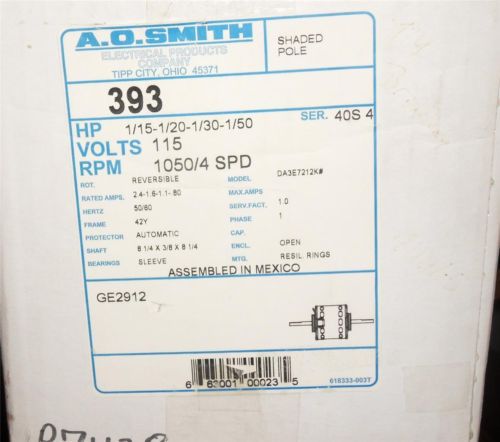 A.O.SMITH
ELECTRICAL PRODUCTS
COMPANY
TIPP CITY, OHIO 45371
SHADED
POLE
393
SER. 40S 4
HP 1/15-1/20-1/30-1/50
VOLTS 115
RPM 1050/4 SPD
ROT. REVERSIBLE MODEL DA3E7212K#
RATED AMPS. 2.4-1.6-1.1-.80 MAX.AMPS
HERTZ 50/60 SERV.FACT. 1.0
FRAME 42Y PHASE 1
PROTECTOR AUTOMATIC CAP.
SHAFT 8 1/4 X 3/8 X 8 1/4 ENCL. OPEN
BEARINGS SLEEVE MTG. RESIL. RINGS
ASSEMBLED IN MEXICO
GE2912
618333-003T